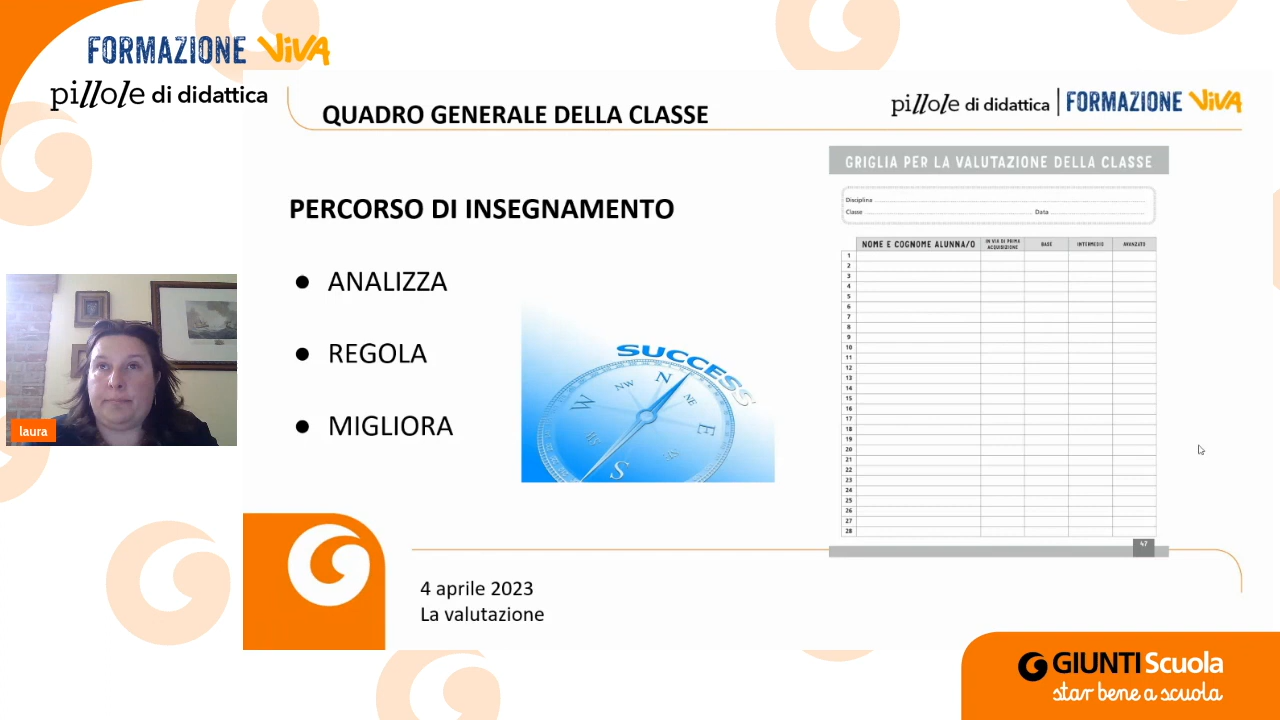 FORMAZIONE VIVA
pillole di didattica
QUADRO GENERALE DELLA CLASSE
pillole di didattica | FORMAZIONE VIVA
PERCORSO DI INSEGNAMENTO
● ANALIZZA
● REGOLA
● MIGLIORA
SUCCESS
N
NE
E
SE
S
SW
W
NW
GRIGLIA PER LA VALUTAZIONE DELLA CLASSE
Disciplina
Classe Data
NOME E COGNOME ALUNNA/O IN VIA DI PRIMA ACQUISIZIONE BASE INTERMEDIO AVANZATO
1
2
3
4
5
6
7
8
9
10
11
12
13
14
15
16
17
18
19
20
21
22
23
24
25
26
27
28
47
laura
4 aprile 2023
La valutazione
GIUNTI Scuola
star bene a scuola